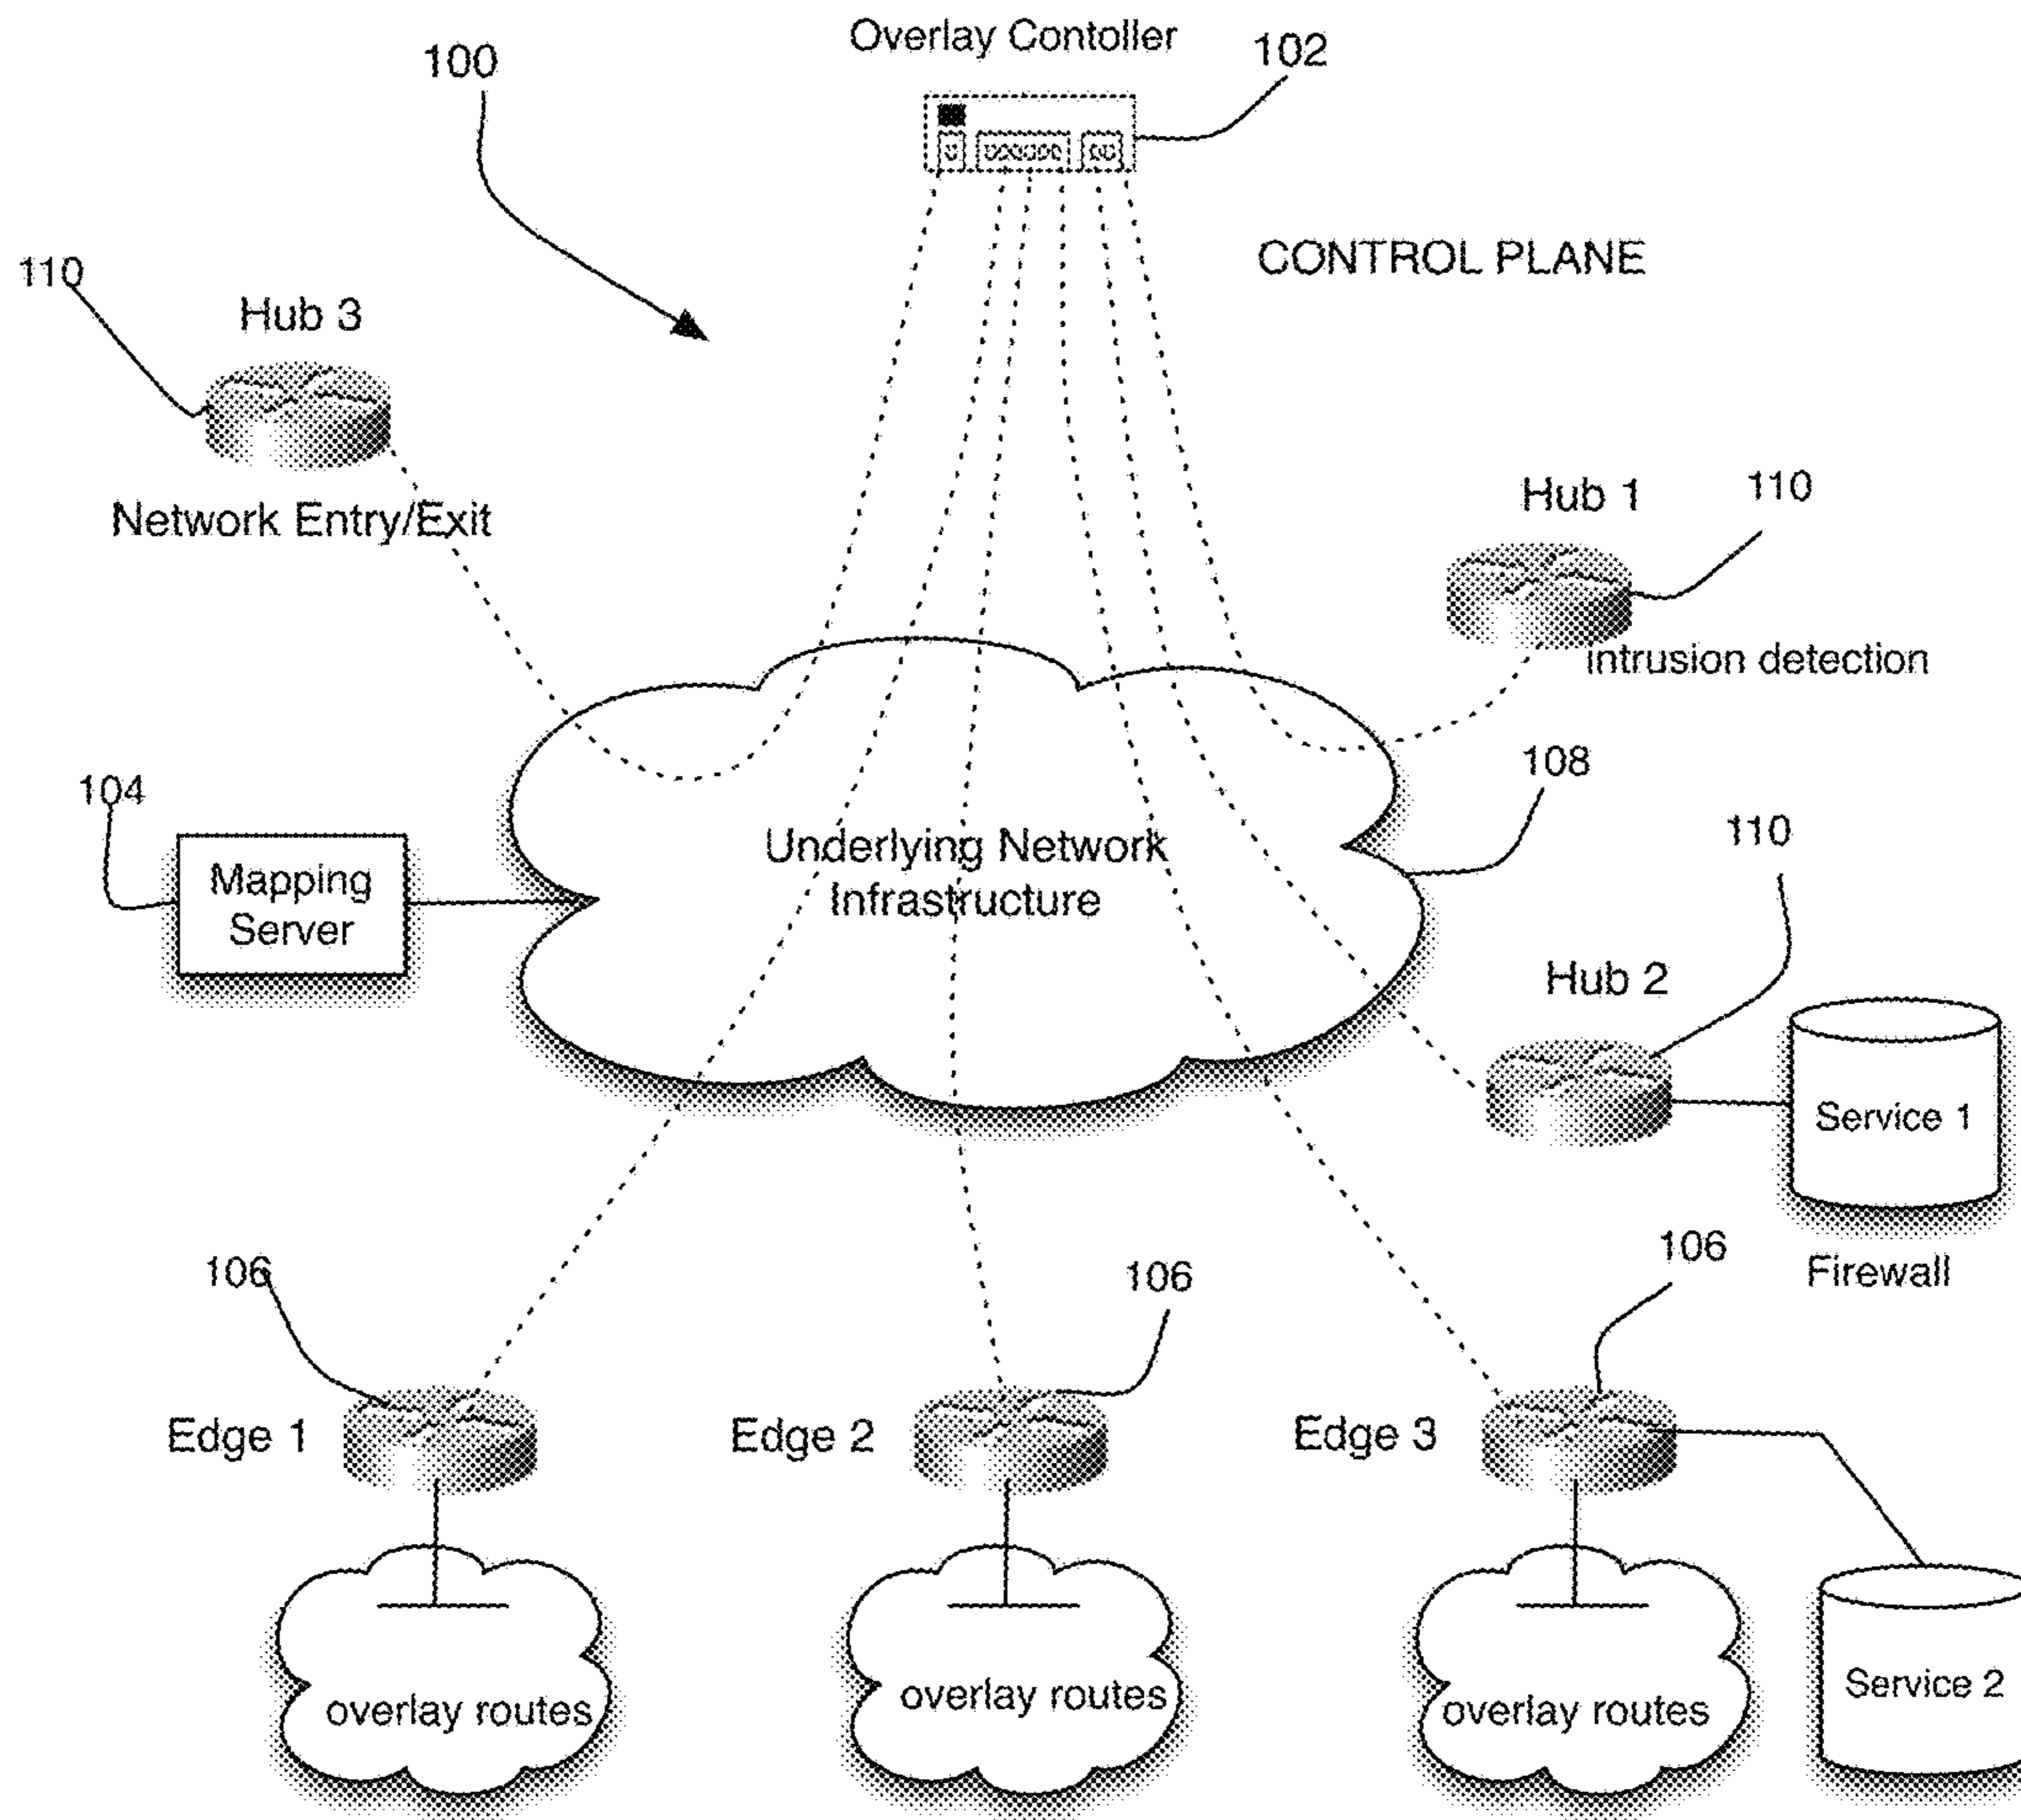 Overlay Contoller
102
100
CONTROL PLANE
110
Hub 3
Network Entry/Exit
Hub 1
110
intrusion detection
108
104
Mapping
Server
Underlying Network
Infrastructure
110
Hub 2
Service 1
Firewall
106
106
106
Edge 1
Edge 2
Edge 3
overlay routes
overlay routes
overlay routes
Service 2